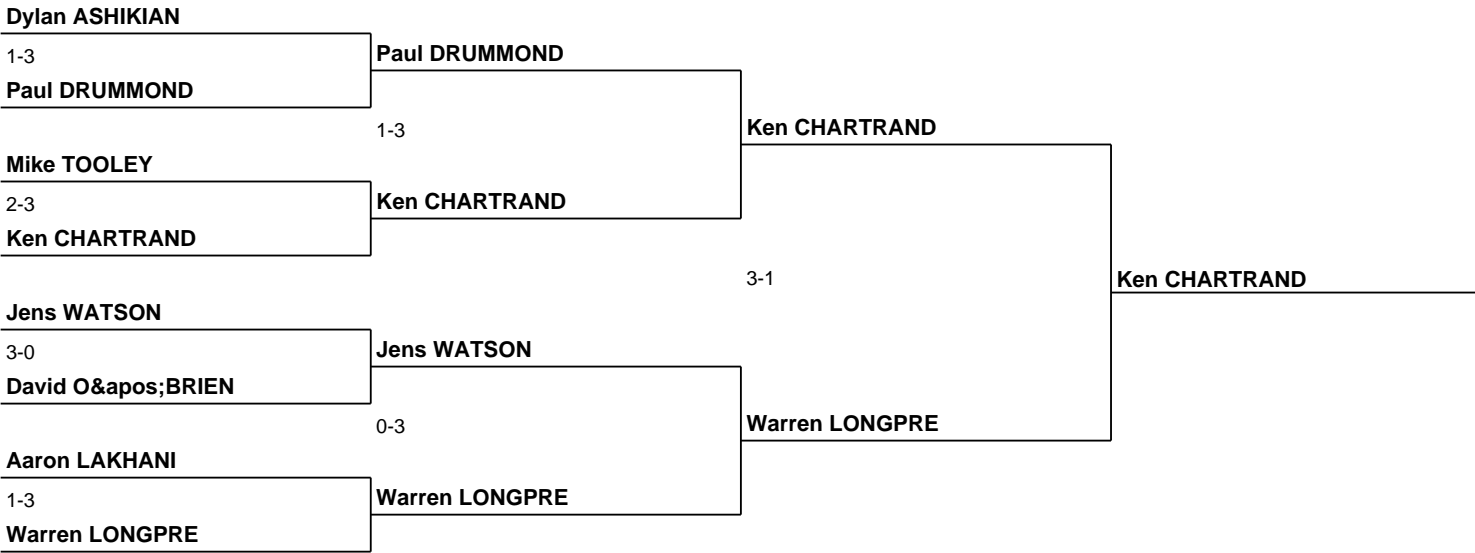 Dylan ASHIKIAN
1-3
Paul DRUMMOND
Paul DRUMMOND
1-3
Ken CHARTRAND
Mike TOOLEY
2-3
Ken CHARTRAND
Ken CHARTRAND
3-1
Ken CHARTRAND
Jens WATSON
3-0
Jens WATSON
David O&apos;BRIEN
0-3
Warren LONGPRE
Aaron LAKHANI
1-3
Warren LONGPRE
Warren LONGPRE